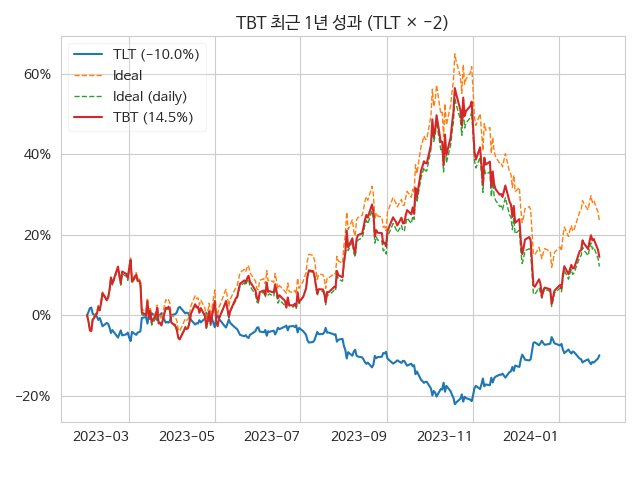 TBT 최근 1년 성과 (TLT × −2)
TLT (−10.0%)
Ideal
Ideal (daily)
TBT (14.5%)
60%
40%
20%
0%
−20%
2023−03
2023−05
2023−07
2023−09
2023−11
2024−01